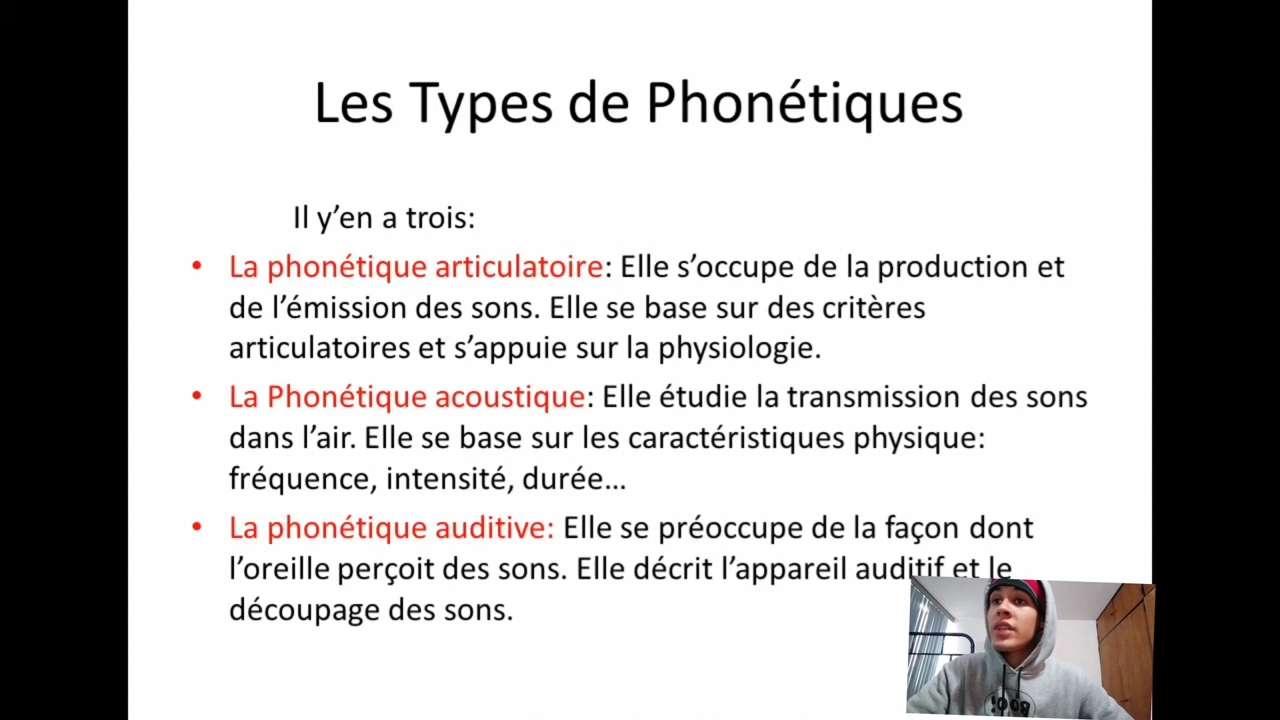 Les Types de Phonétiques
Il y’en a trois:
• La phonétique articulatoire: Elle s’occupe de la production et
de l’émission des sons. Elle se base sur des critères
articulatoires et s’appuie sur la physiologie.
• La Phonétique acoustique: Elle étudie la transmission des sons
dans l’air. Elle se base sur les caractéristiques physique:
fréquence, intensité, durée…
• La phonétique auditive: Elle se préoccupe de la façon dont
l’oreille perçoit des sons. Elle décrit l’appareil auditif et le
découpage des sons.